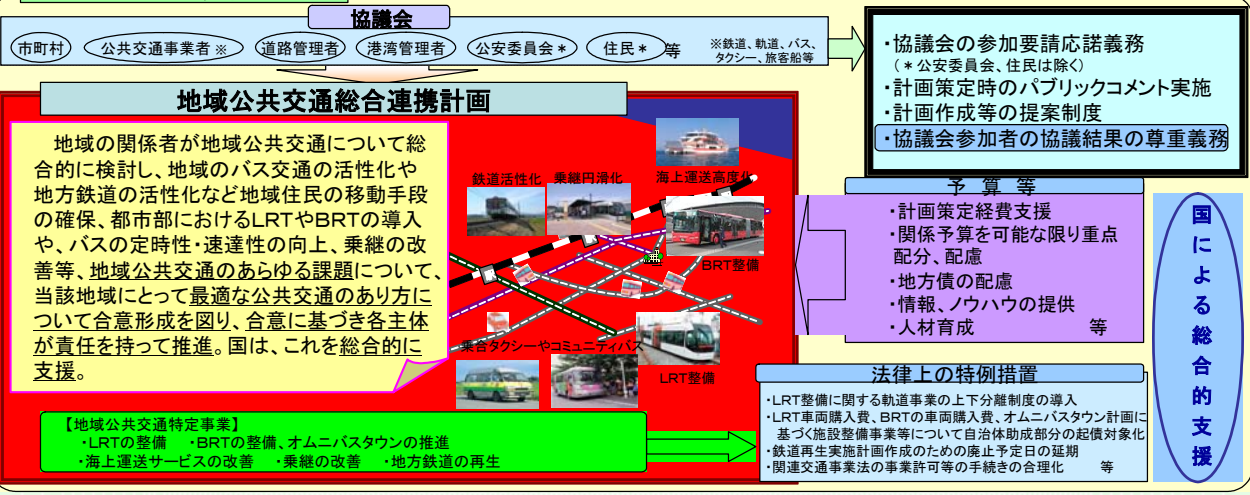 協議会
市町村
公共交通事業者※
道路管理者
港湾管理者
公安委員会*
住民*
等
※鉄道、軌道、バス、
タクシー、旅客船等
・協議会の参加要請応諾義務
（*公安委員会、住民は除く）
・計画策定時のパブリックコメント実施
・計画作成等の提案制度
・協議会参加者の協議結果の尊重義務
地域公共交通総合連携計画
地域の関係者が地域公共交通について総
合的に検討し、地域のバス交通の活性化や
地方鉄道の活性化など地域住民の移動手段
の確保、都市部におけるLRTやBRTの導入
や、バスの定時性・速達性の向上、乗継の改
善等、地域公共交通のあらゆる課題について、
当該地域にとって最適な公共交通のあり方に
ついて合意形成を図り、合意に基づき各主体
が責任を持って推進。国は、これを総合的に
支援。
鉄道活性化
乗継円滑化
海上運送高度化
BRT整備
乗合タクシーやコミュニティバス
LRT整備
予算等
・計画策定経費支援
・関係予算を可能な限り重点
配分、配慮
・地方債の配慮
・情報、ノウハウの提供
・人材育成 等
国による総合的支援
【地域公共交通特定事業】
・LRTの整備 ・BRTの整備、オムニバスタウンの推進
・海上運送サービスの改善 ・乗継の改善 ・地方鉄道の再生
法律上の特例措置
・LRT整備に関する軌道事業の上下分離制度の導入
・LRT車両購入費、BRTの車両購入費、オムニバスタウン計画に
基づく施設整備事業等について自治体助成部分の起債対象化
・鉄道再生実施計画作成のための廃止予定日の延期
・関連交通事業法の事業許可等の手続きの合理化 等